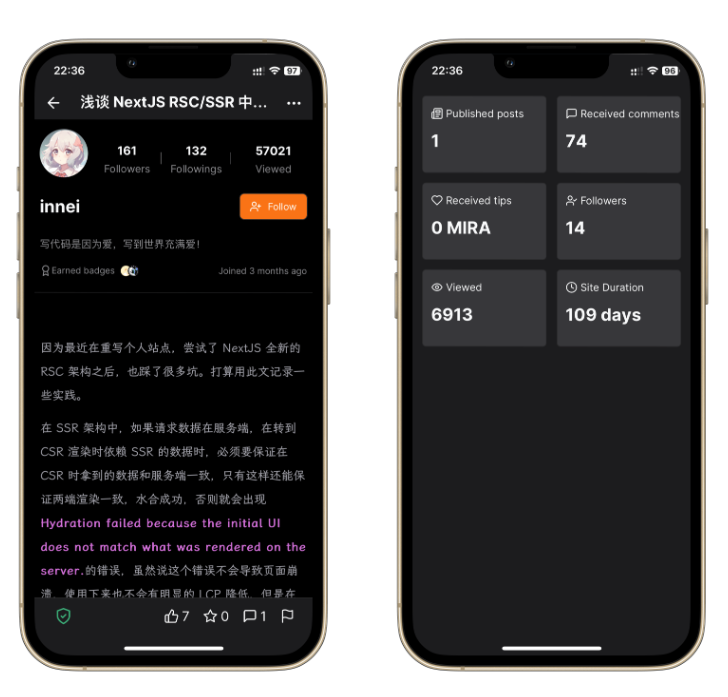 22:36
97
浅谈 NextJS RSC/SSR 中...
161
132
57021
Followers
Followings
Viewed
innei
Follow
写代码是因为爱，写到世界充满爱！
Earned badges
Joined 3 months ago
因为最近在重写个人站点，尝试了 NextJS 全新的
RSC 架构之后，也踩了很多坑。打算用此文记录一
些实践。
在 SSR 架构中，如果请求数据在服务端，在转到
CSR 渲染时依赖 SSR 的数据时，必须要保证在
CSR 时拿到的数据和服务端一致，只有这样还能保
证两端渲染一致，水合成功，否则就会出现
Hydration failed because the initial UI
does not match what was rendered on the
server.的错误，虽然说这个错误不会导致页面崩
溃，使用下来也不会有明显的 LCP 降低，但是在
7
0
1
22:36
96
Published posts
1
Received comments
74
Received tips
0 MIRA
Followers
14
Viewed
6913
Site Duration
109 days